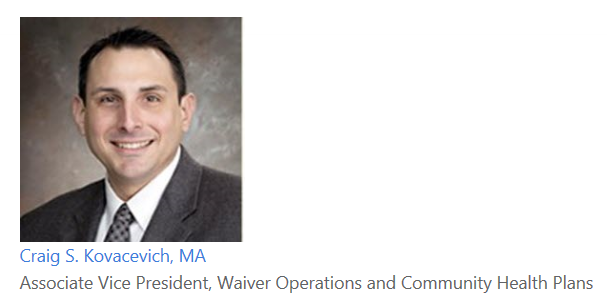 Craig S. Kovacevich, MA
Associate Vice President, Waiver Operations and Community Health Plans